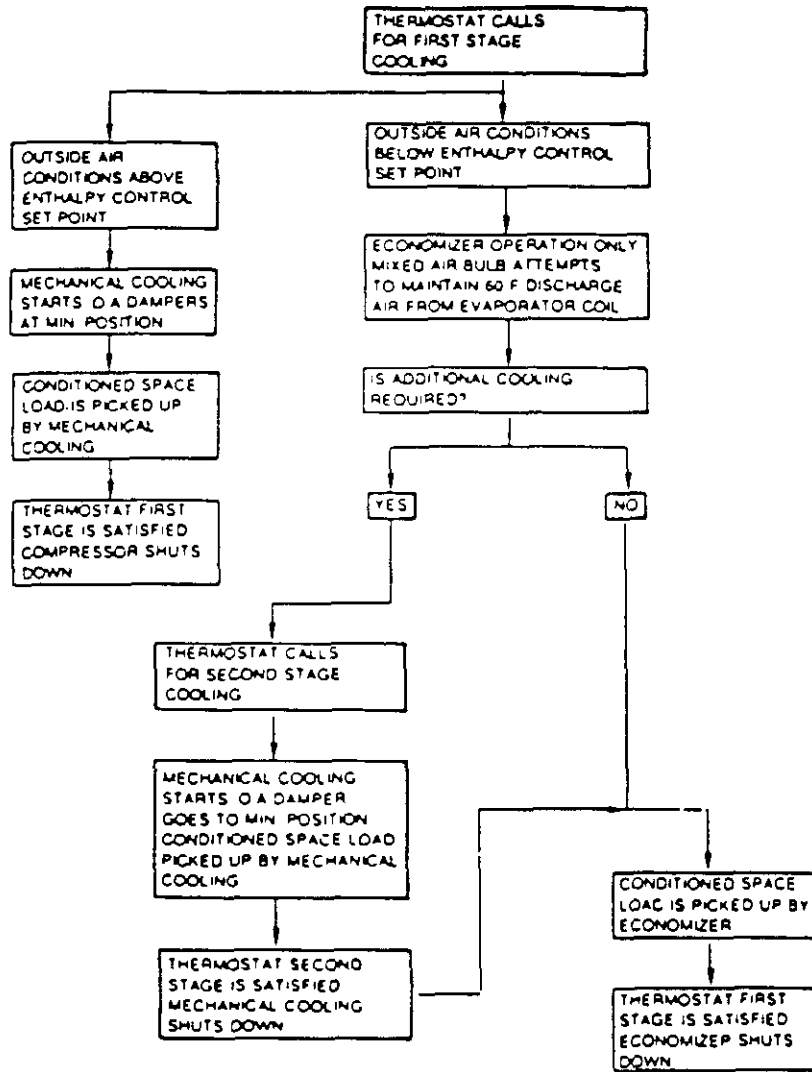 THERMOSTAT CALLS
FOR FIRST STAGE
COOLING
OUTSIDE AIR
CONDITIONS ABOVE
ENTHALPY CONTROL
SET POINT
OUTSIDE AIR CONDITIONS
BELOW ENTHALPY CONTROL
SET POINT
MECHANICAL COOLING
STARTS O A DAMPERS
AT MIN. POSITION
ECONOMIZER OPERATION ONLY
MIXED AIR BULB ATTEMPTS
TO MAINTAIN 60 F DISCHARGE
AIR FROM EVAPORATOR COIL
CONDITIONED SPACE
LOAD IS PICKED UP
BY MECHANICAL
COOLING
IS ADDITIONAL COOLING
REQUIRED?
THERMOSTAT FIRST
STAGE IS SATISFIED
COMPRESSOR SHUTS
DOWN
YES
NO
THERMOSTAT CALLS
FOR SECOND STAGE
COOLING
MECHANICAL COOLING
STARTS O A DAMPER
GOES TO MIN. POSITION
CONDITIONED SPACE LOAD
PICKED UP BY MECHANICAL
COOLING
THERMOSTAT SECOND
STAGE IS SATISFIED
MECHANICAL COOLING
SHUTS DOWN
CONDITIONED SPACE
LOAD IS PICKED UP BY
ECONOMIZER
THERMOSTAT FIRST
STAGE IS SATISFIED
ECONOMIZER SHUTS
DOWN